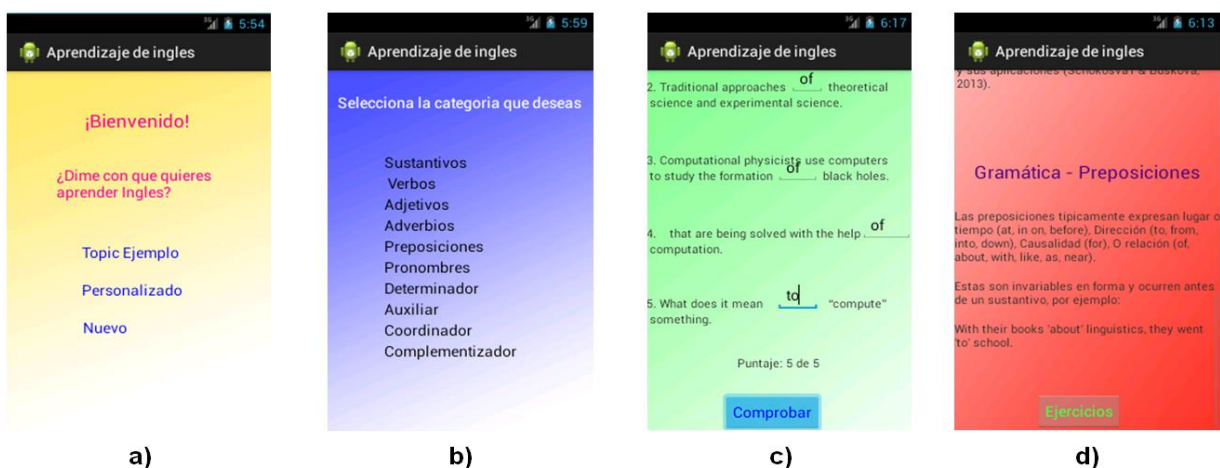 3G 5:54
Aprendizaje de ingles
¡Bienvenido!
¿Dime con que quieres
aprender Ingles?
Topic Ejemplo
Personalizado
Nuevo
a)
3G 5:59
Aprendizaje de ingles
Selecciona la categoria que deseas
Sustantivos
Verbos
Adjetivos
Adverbios
Preposiciones
Pronombres
Determinador
Auxiliar
Coordinador
Complementizador
b)
3G 6:17
Aprendizaje de ingles
2. Traditional approaches of theoretical
science and experimental science.
3. Computational physicists use computers
to study the formation of black holes.
4. that are being solved with the help of
computation.
5. What does it mean to "compute"
something.
Puntaje: 5 de 5
Comprobar
c)
3G 6:13
Aprendizaje de ingles
y sus aplicaciones
2013).
Gramática - Preposiciones
Las preposiciones tipicamente expresan lugar o
tiempo (at, in on, before), Dirección (to, from,
into, down), Causalidad (for), O relación (of,
about, with, like, as, near).
Estas son invariables en forma y ocurren antes
de un sustantivo, por ejemplo:
With their books 'about' linguistics, they went
'to' school.
Ejercicios
d)